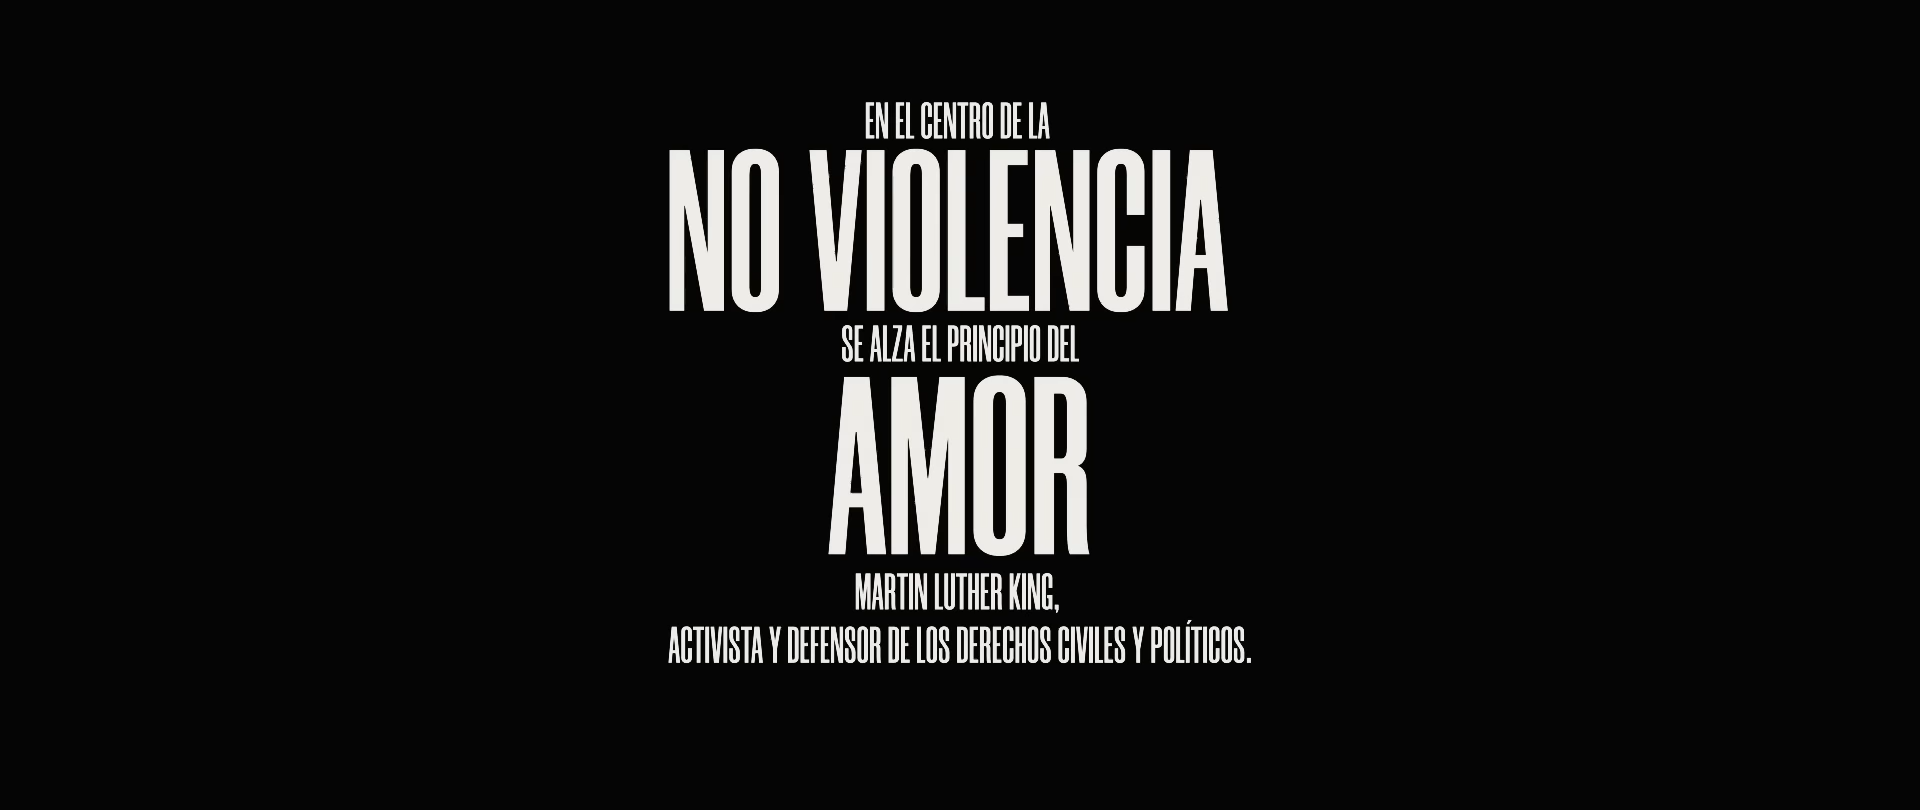 EN EL CENTRO DE LA
NO VIOLENCIA
SE ALZA EL PRINCIPIO DEL
AMOR
MARTIN LUTHER KING,
ACTIVISTA Y DEFENSOR DE LOS DERECHOS CIVILES Y POLÍTICOS.